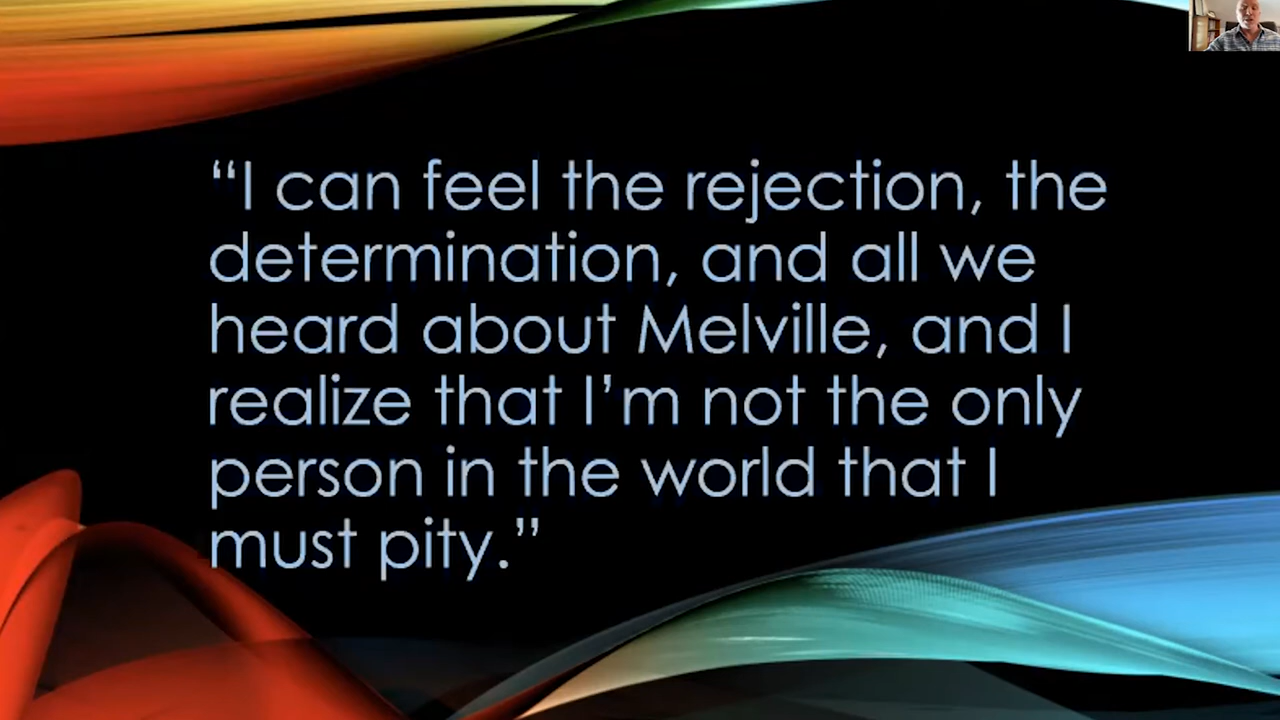 “I can feel the rejection, the
determination, and all we
heard about Melville, and I
realize that I’m not the only
person in the world that I
must pity.”